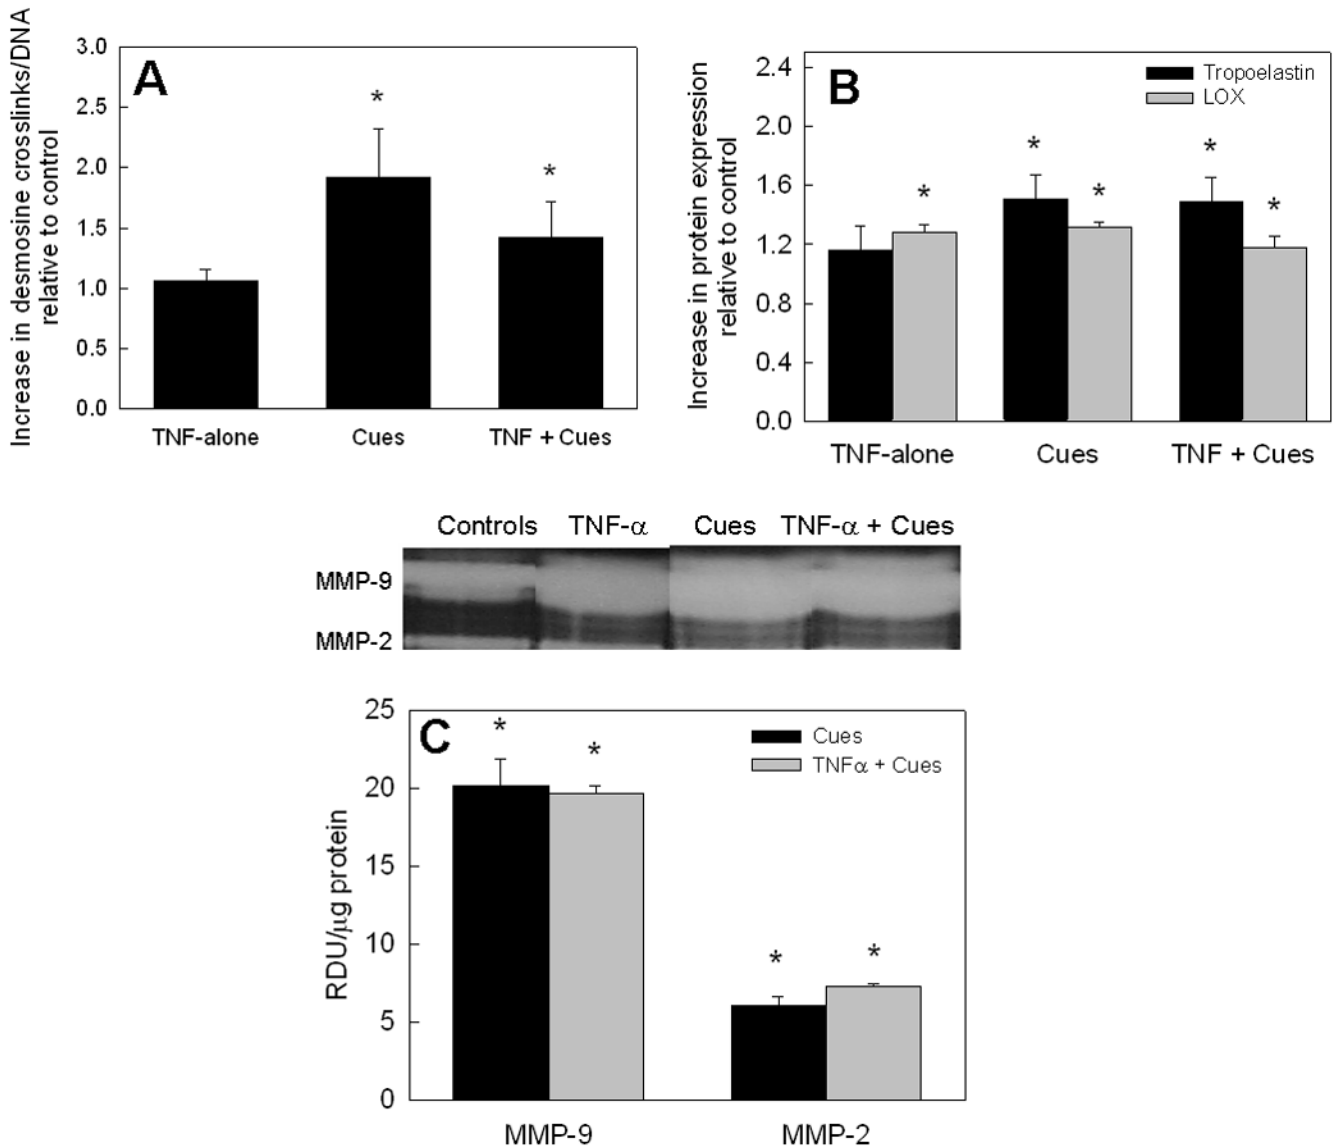 Increase in desmosine crosslinks/DNA
relative to control
A
3.0
2.5
2.0
1.5
1.0
0.5
0.0
*
*
TNF-alone Cues TNF + Cues
Increase in protein expression
relative to control
B
Tropoelastin
LOX
2.4
2.0
1.6
1.2
0.8
0.4
0.0
*
*
*
*
*
TNF-alone Cues TNF + Cues
Controls TNF-α Cues TNF-α + Cues
MMP-9
MMP-2
RDU/µg protein
C
Cues
TNFα + Cues
25
20
15
10
5
0
*
*
*
*
MMP-9 MMP-2